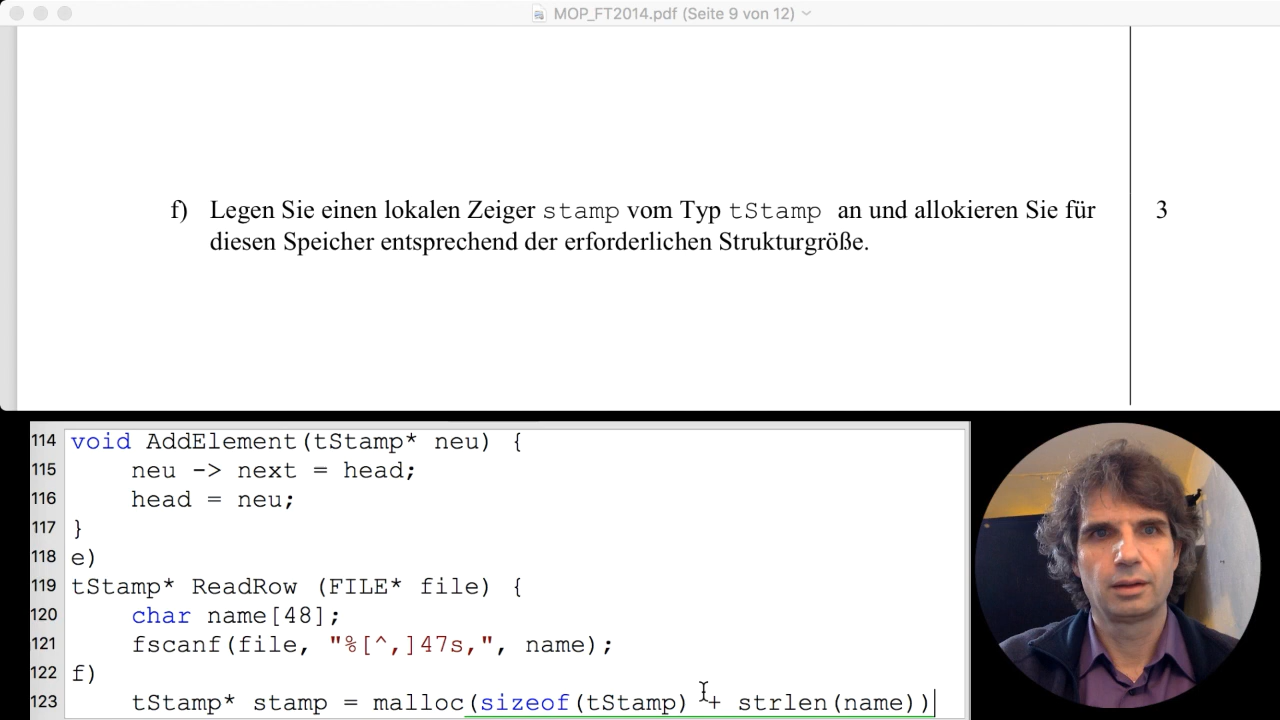 MOP_FT2014.pdf (Seite 9 von 12)
f) Legen Sie einen lokalen Zeiger stamp vom Typ tStamp an und allokieren Sie für 3
diesen Speicher entsprechend der erforderlichen Strukturgröße.
114 void AddElement(tStamp* neu) {
115 neu -> next = head;
116 head = neu;
117 }
118 e)
119 tStamp* ReadRow (FILE* file) {
120 char name[48];
121 fscanf(file, "%[^,]47s,", name);
122 f)
123 tStamp* stamp = malloc(sizeof(tStamp) + strlen(name))